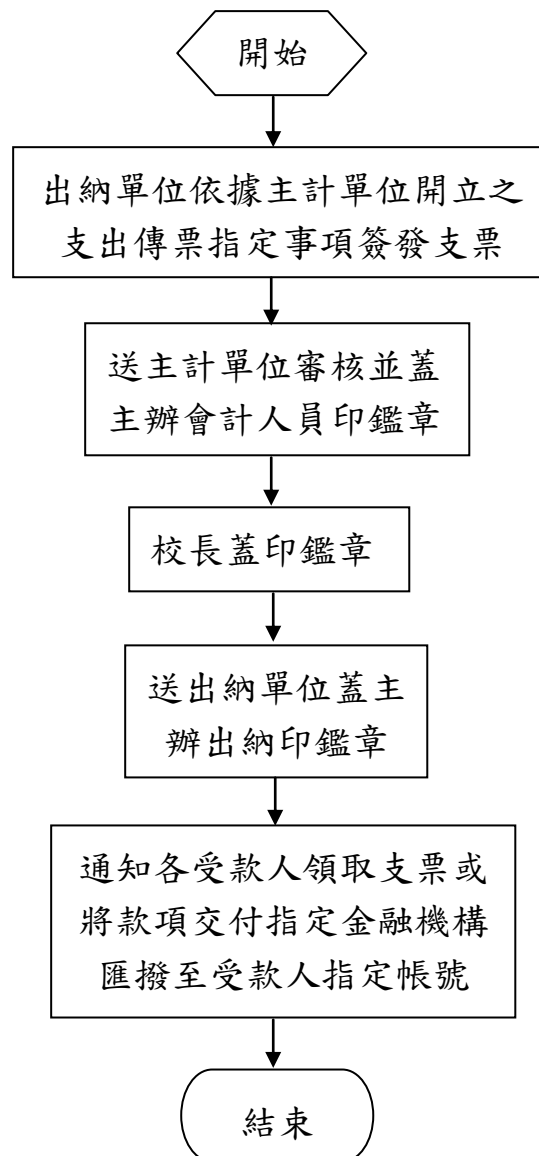 開始
出納單位依據主計單位開立之
支出傳票指定事項簽發支票
送主計單位審核並蓋
主辦會計人員印鑑章
校長蓋印鑑章
送出納單位蓋主
辦出納印鑑章
通知各受款人領取支票或
將款項交付指定金融機構
匯撥至受款人指定帳號
結束